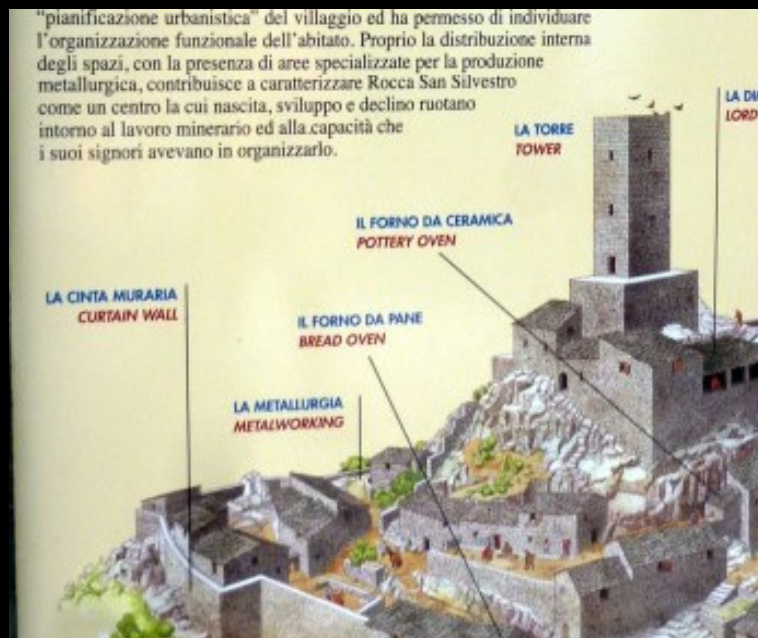 "pianificazione urbanistica" del villaggio ed ha permesso di individuare
l'organizzazione funzionale dell'abitato. Proprio la distribuzione interna
degli spazi, con la presenza di aree specializzate per la produzione
metallurgica, contribuisce a caratterizzare Rocca San Silvestro
come un centro la cui nascita, sviluppo e declino ruotano
intorno al lavoro minerario ed alla capacità che
i suoi signori avevano in organizzarlo.
LA TORRE
TOWER
LA
LORD
IL FORNO DA CERAMICA
POTTERY OVEN
LA CINTA MURARIA
CURTAIN WALL
IL FORNO DA PANE
BREAD OVEN
LA METALLURGIA
METALWORKING